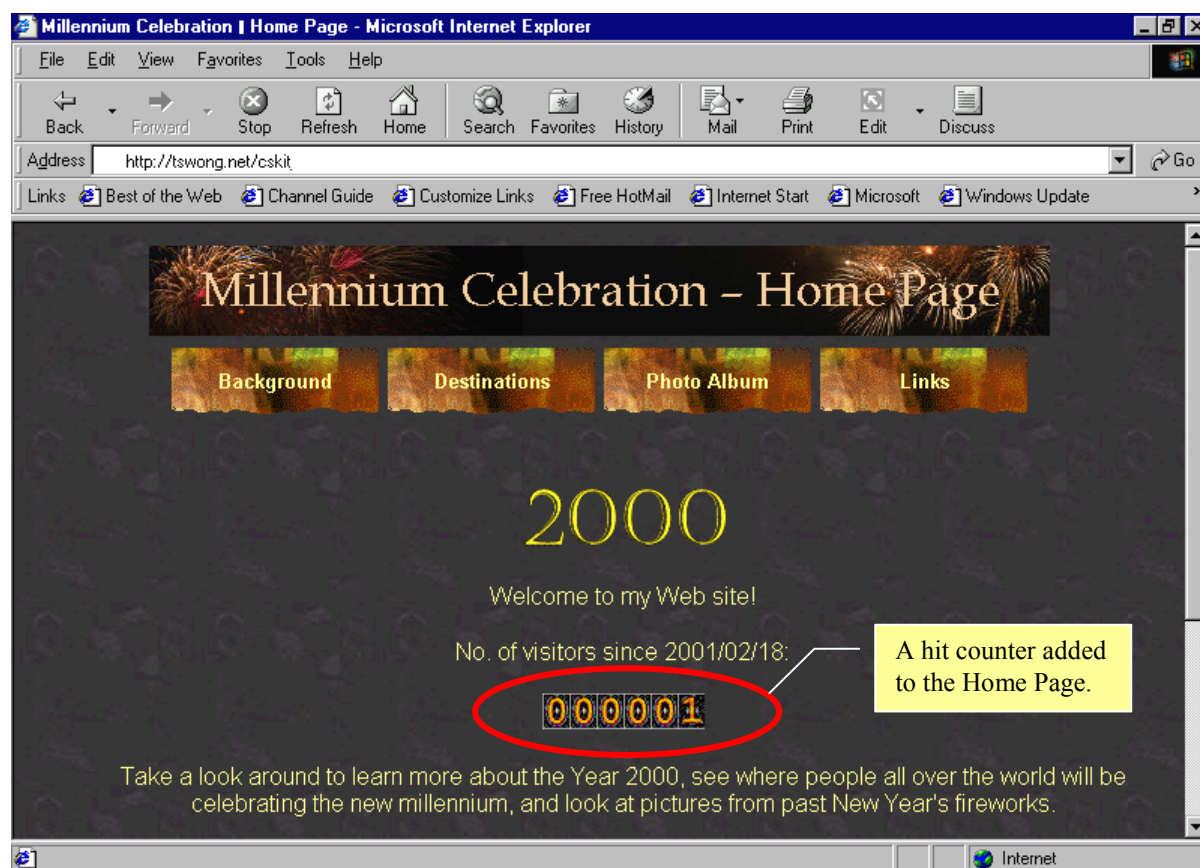 Millennium Celebration | Home Page - Microsoft Internet Explorer
File Edit View Favorites Tools Help
Back Forward Stop Refresh Home Search Favorites History Mail Print Edit Discuss
Address http://tswong.net/cskit Go
Links Best of the Web Channel Guide Customize Links Free HotMail Internet Start Microsoft Windows Update »
Millennium Celebration – Home Page
Background Destinations Photo Album Links
2000
Welcome to my Web site!
No. of visitors since 2001/02/18:
A hit counter added
to the Home Page.
000001
Take a look around to learn more about the Year 2000, see where people all over the world will be
celebrating the new millennium, and look at pictures from past New Year's fireworks.
Internet